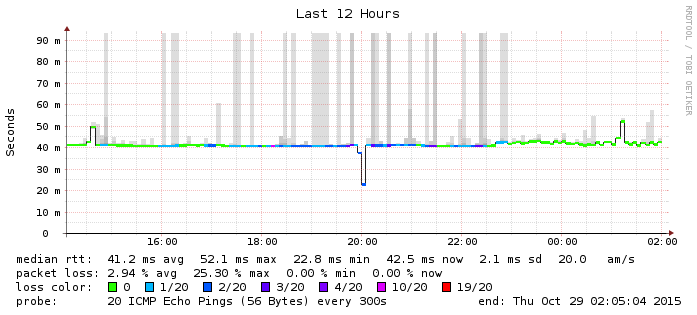 Last 12 Hours
RRDTOOL / TOBI OETIKER
Seconds
90 m
80 m
70 m
60 m
50 m
40 m
30 m
20 m
10 m
0
16:00 18:00 20:00 22:00 00:00 02:00
median rtt: 41.2 ms avg 52.1 ms max 22.8 ms min 42.5 ms now 2.1 ms sd 20.0 am/s
packet loss: 2.94 % avg 25.30 % max 0.00 % min 0.00 % now
loss color: 0 1/20 2/20 3/20 4/20 10/20 19/20
probe: 20 ICMP Echo Pings (56 Bytes) every 300s end: Thu Oct 29 02:05:04 2015